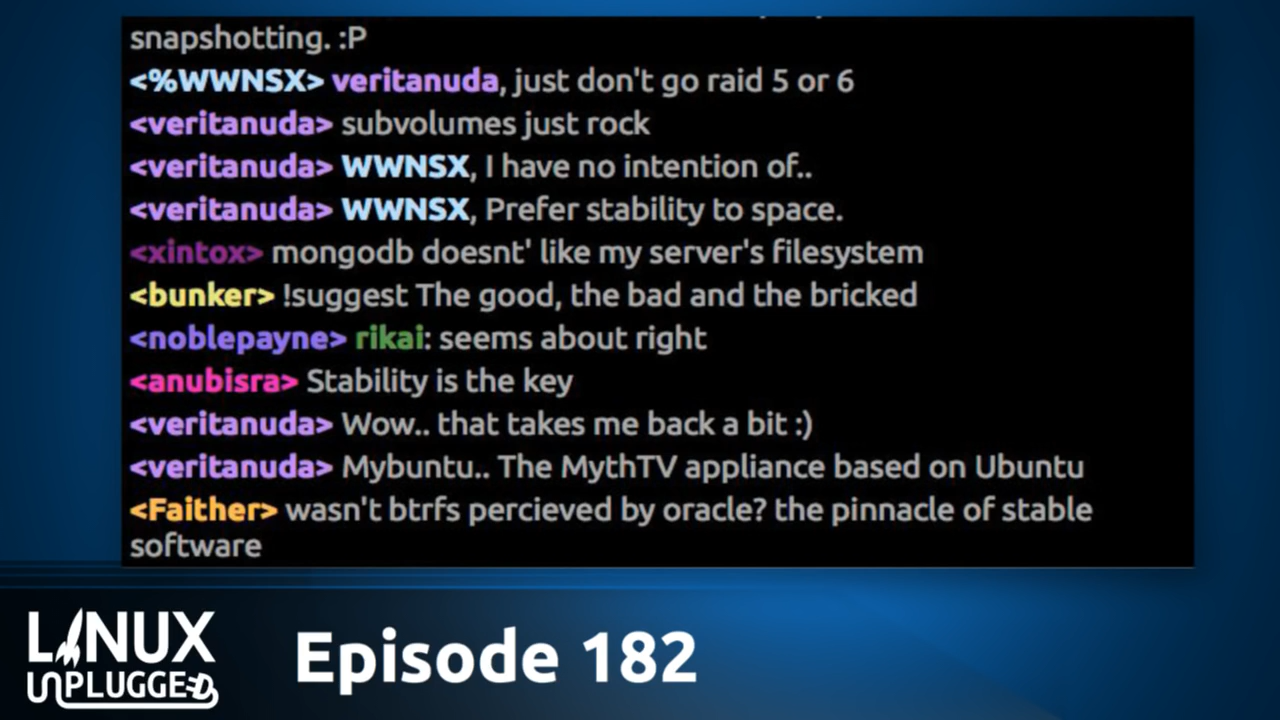 snapshotting. :P
<%WWNSX> veritanuda, just don't go raid 5 or 6
<veritanuda> subvolumes just rock
<veritanuda> WWNSX, I have no intention of..
<veritanuda> WWNSX, Prefer stability to space.
<xintox> mongodb doesnt' like my server's filesystem
<bunker> !suggest The good, the bad and the bricked
<noblepayne> rikai: seems about right
<anubisra> Stability is the key
<veritanuda> Wow.. that takes me back a bit :)
<veritanuda> Mybuntu.. The MythTV appliance based on Ubuntu
<Faither> wasn't btrfs percieved by oracle? the pinnacle of stable
software
LINUX
UNPLUGGED
Episode 182